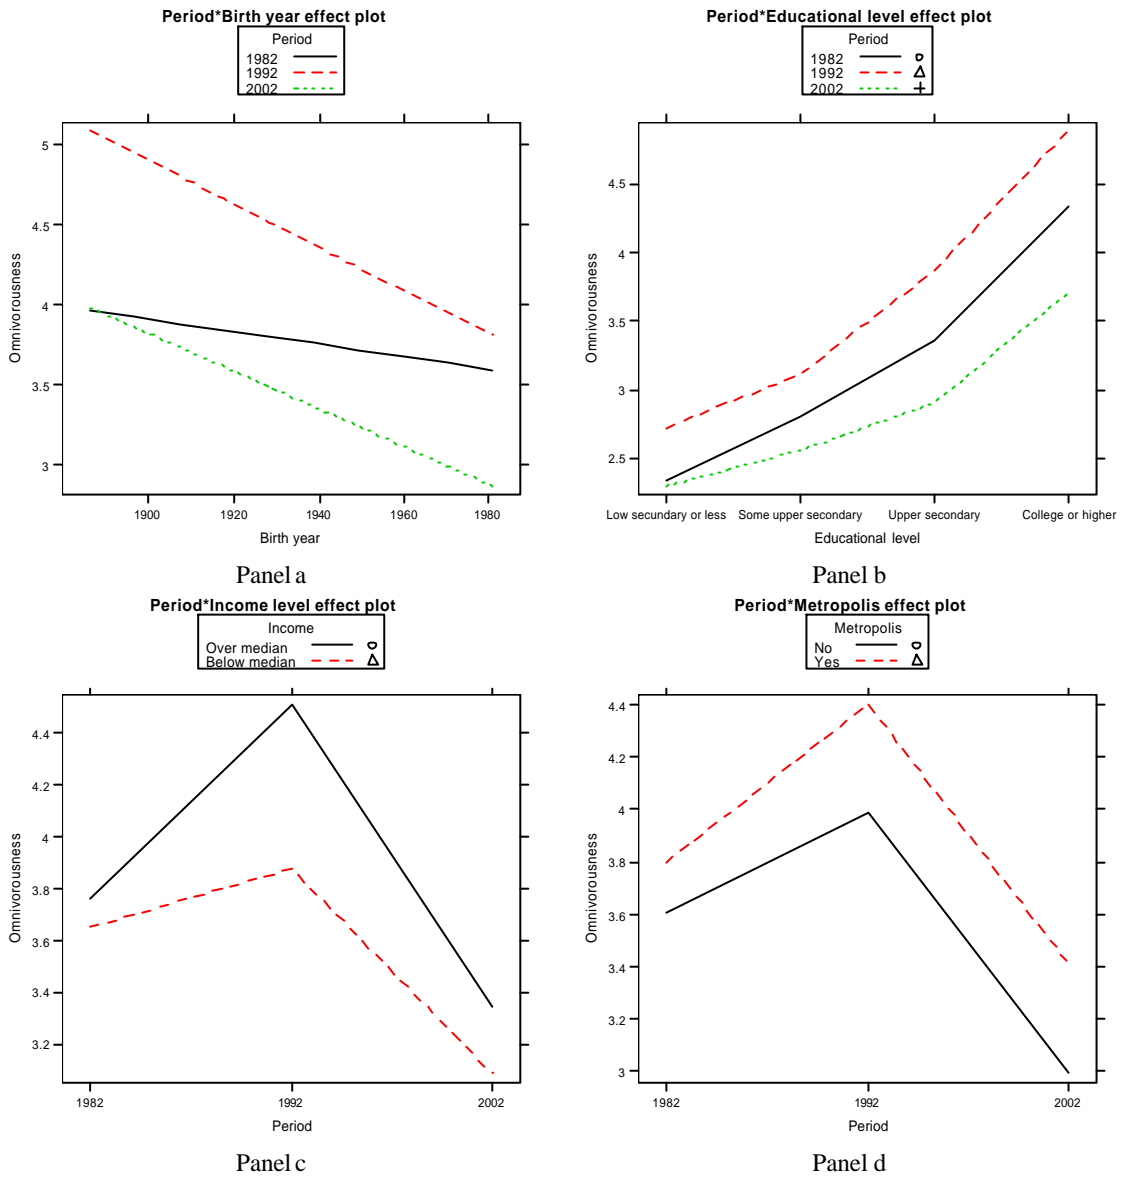 Period*Birth year effect plot
Period
1982
1992
2002
5
4.5
4
3.5
3
Omnivorousness
1900 1920 1940 1960 1980
Birth year
Panel a
Period*Educational level effect plot
Period
1982
1992
2002
4.5
4
3.5
3
2.5
Omnivorousness
Low secundary or less Some upper secondary Upper secondary College or higher
Educational level
Panel b
Period*Income level effect plot
Income
Over median
Below median
4.4
4.2
4
3.8
3.6
3.4
3.2
Omnivorousness
1982 1992 2002
Period
Panel c
Period*Metropolis effect plot
Metropolis
No
Yes
4.4
4.2
4
3.8
3.6
3.4
3.2
3
Omnivorousness
1982 1992 2002
Period
Panel d